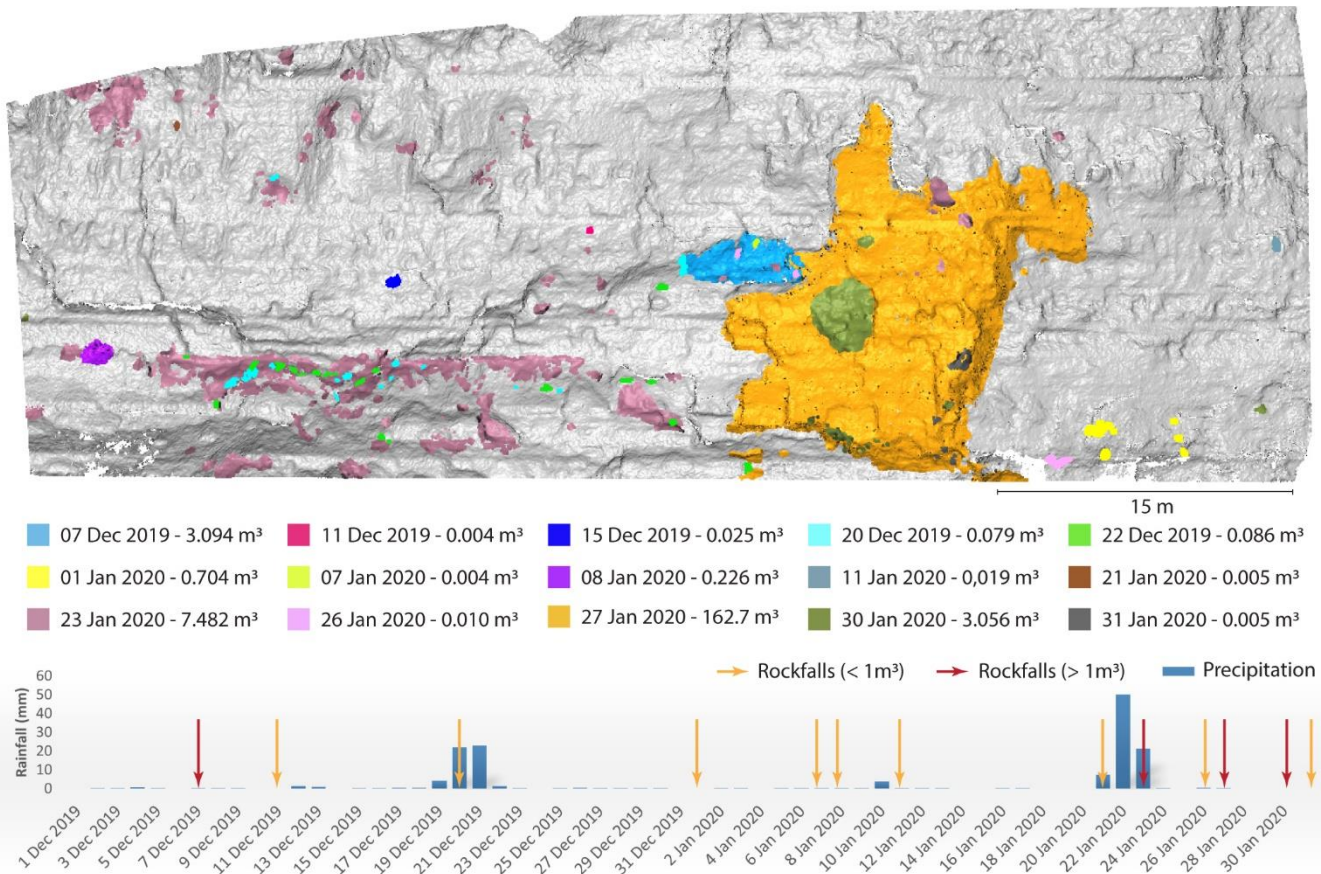 15 m
07 Dec 2019 - 3.094 m³ 11 Dec 2019 - 0.004 m³ 15 Dec 2019 - 0.025 m³ 20 Dec 2019 - 0.079 m³ 22 Dec 2019 - 0.086 m³
01 Jan 2020 - 0.704 m³ 07 Jan 2020 - 0.004 m³ 08 Jan 2020 - 0.226 m³ 11 Jan 2020 - 0,019 m³ 21 Jan 2020 - 0.005 m³
23 Jan 2020 - 7.482 m³ 26 Jan 2020 - 0.010 m³ 27 Jan 2020 - 162.7 m³ 30 Jan 2020 - 3.056 m³ 31 Jan 2020 - 0.005 m³
Rockfalls (< 1m³) Rockfalls (> 1m³) Precipitation
Rainfall (mm)
60
50
40
30
20
10
0
1 Dec 2019 3 Dec 2019 5 Dec 2019 7 Dec 2019 9 Dec 2019 11 Dec 2019 13 Dec 2019 15 Dec 2019 17 Dec 2019 19 Dec 2019 21 Dec 2019 23 Dec 2019 25 Dec 2019 27 Dec 2019 29 Dec 2019 31 Dec 2019 2 Jan 2020 4 Jan 2020 6 Jan 2020 8 Jan 2020 10 Jan 2020 12 Jan 2020 14 Jan 2020 16 Jan 2020 18 Jan 2020 20 Jan 2020 22 Jan 2020 24 Jan 2020 26 Jan 2020 28 Jan 2020 30 Jan 2020